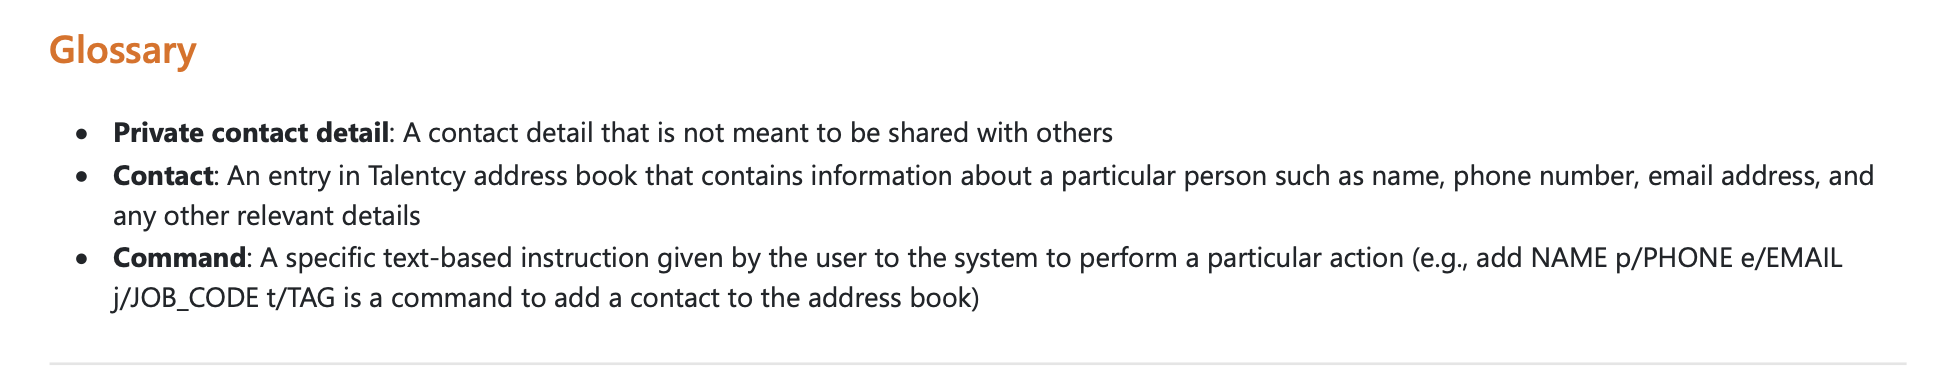 Glossary
• Private contact detail: A contact detail that is not meant to be shared with others
• Contact: An entry in Talentcy address book that contains information about a particular person such as name, phone number, email address, and
any other relevant details
• Command: A specific text-based instruction given by the user to the system to perform a particular action (e.g., add NAME p/PHONE e/EMAIL
j/JOB_CODE t/TAG is a command to add a contact to the address book)